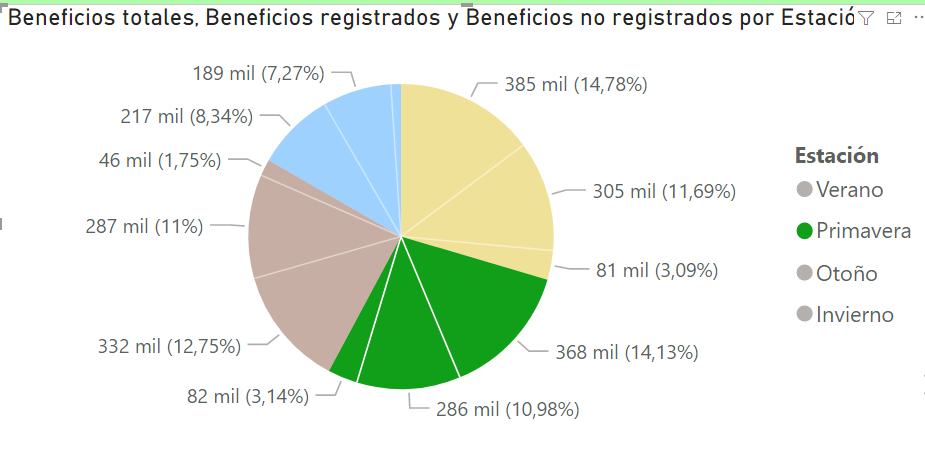 Beneficios totales, Beneficios registrados y Beneficios no registrados por Estació
189 mil (7,27%)
385 mil (14,78%)
217 mil (8,34%)
46 mil (1,75%)
305 mil (11,69%)
287 mil (11%)
81 mil (3,09%)
332 mil (12,75%)
368 mil (14,13%)
82 mil (3,14%)
286 mil (10,98%)
Estación
Verano
Primavera
Otoño
Invierno